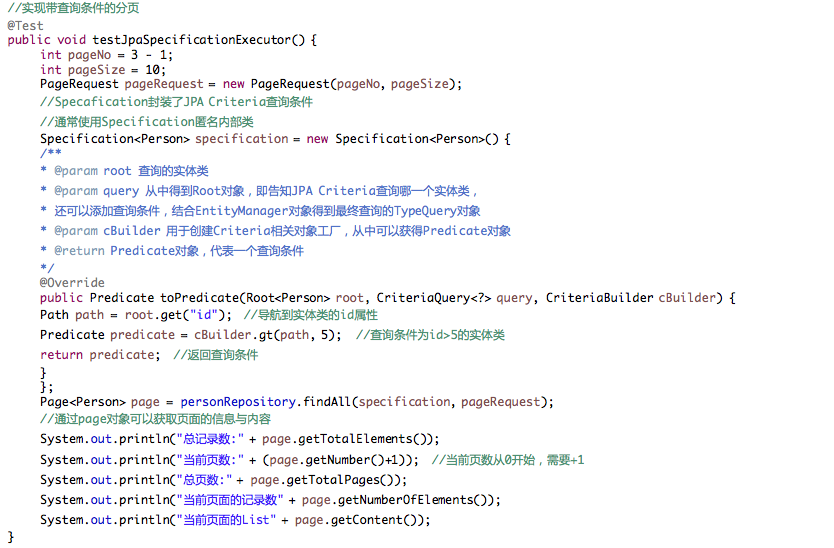 //实现带查询条件的分页
@Test
public void testJpaSpecificationExecutor() {
int pageNo = 3 - 1;
int pageSize = 10;
PageRequest pageRequest = new PageRequest(pageNo, pageSize);
//Specafication封装了JPA Criteria查询条件
//通常使用Specification匿名内部类
Specification<Person> specification = new Specification<Person>() {
/**
* @param root 查询的实体类
* @param query 从中得到Root对象，即告知JPA Criteria查询哪一个实体类，
* 还可以添加查询条件，结合EntityManager对象得到最终查询的TypeQuery对象
* @param cBuilder 用于创建Criteria相关对象工厂，从中可以获得Predicate对象
* @return Predicate对象，代表一个查询条件
*/
@Override
public Predicate toPredicate(Root<Person> root, CriteriaQuery<?> query, CriteriaBuilder cBuilder) {
Path path = root.get("id"); //导航到实体类的id属性
Predicate predicate = cBuilder.gt(path, 5); //查询条件为id>5的实体类
return predicate; //返回查询条件
}
};
Page<Person> page = personRepository.findAll(specification, pageRequest);
//通过page对象可以获取页面的信息与内容
System.out.println("总记录数:" + page.getTotalElements());
System.out.println("当前页数:" + (page.getNumber()+1)); //当前页数从0开始，需要+1
System.out.println("总页数:" + page.getTotalPages());
System.out.println("当前页面的记录数" + page.getNumberOfElements());
System.out.println("当前页面的List" + page.getContent());
}